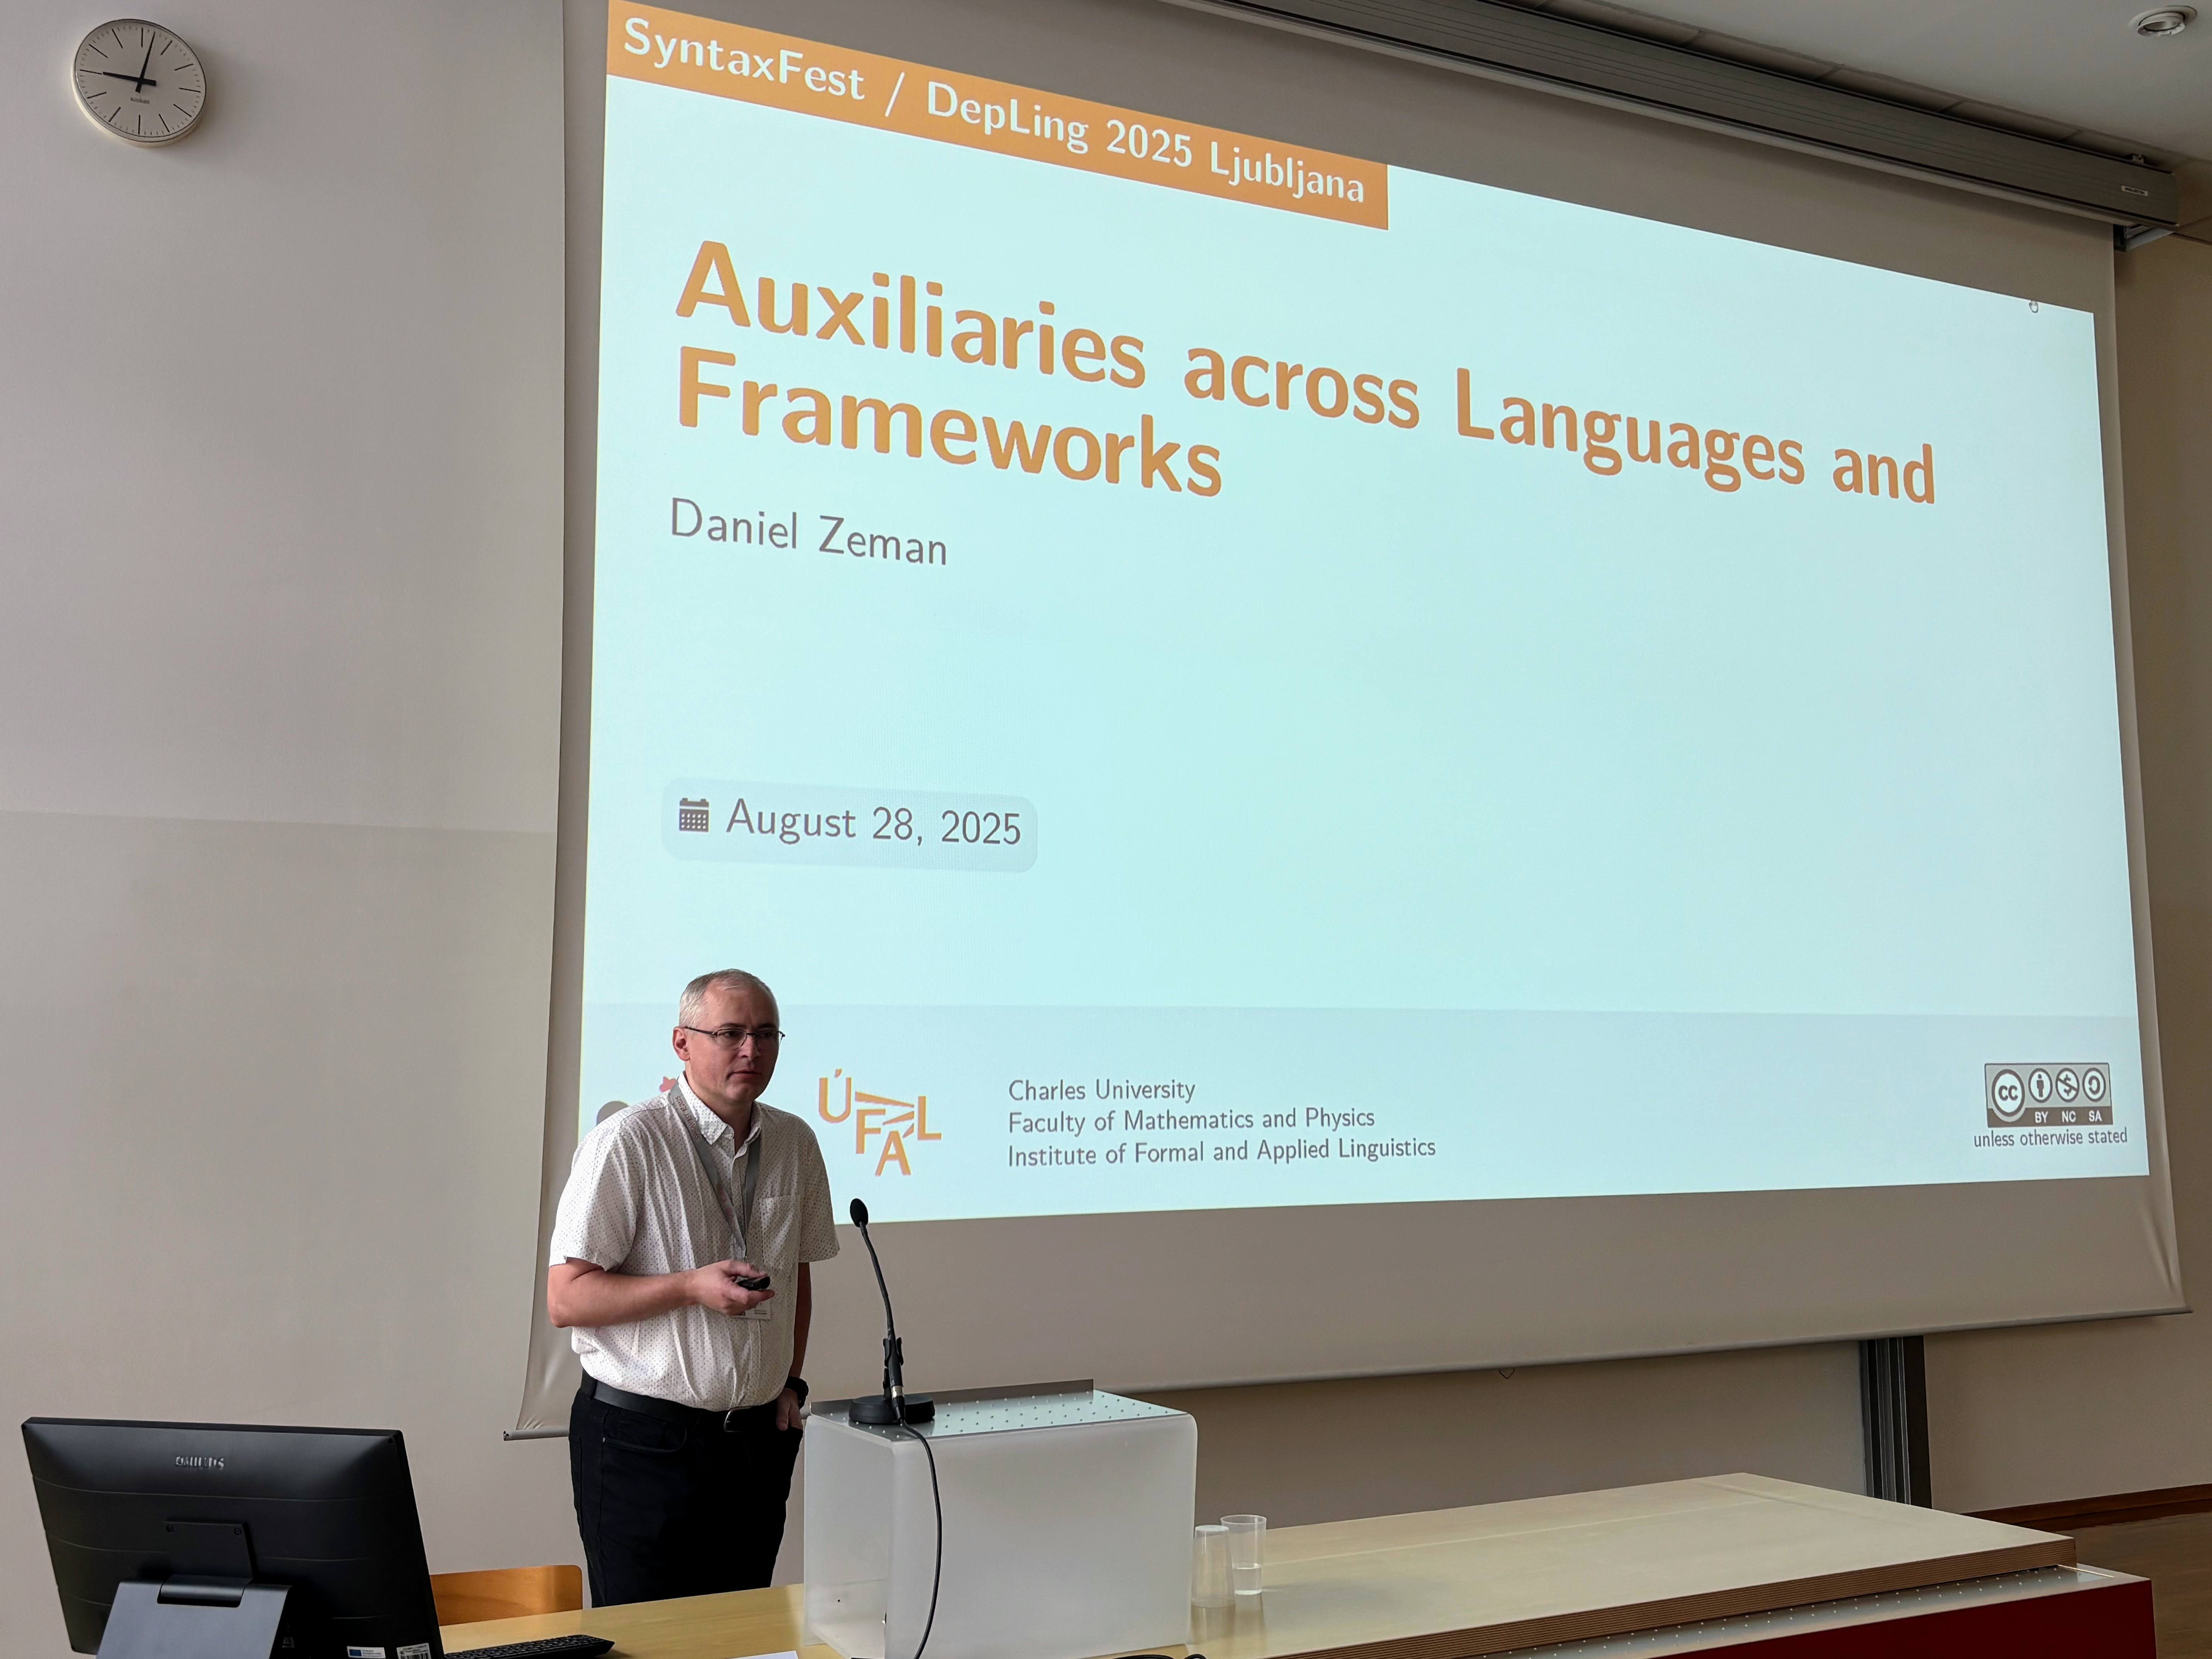 SyntaxFest / DepLing 2025 Ljubljana
Auxiliaries across Languages and
Frameworks
Daniel Zeman
August 28, 2025
ÚFAL
Charles University
Faculty of Mathematics and Physics
Institute of Formal and Applied Linguistics
cc
BY NC SA
unless otherwise stated
PHILIPS